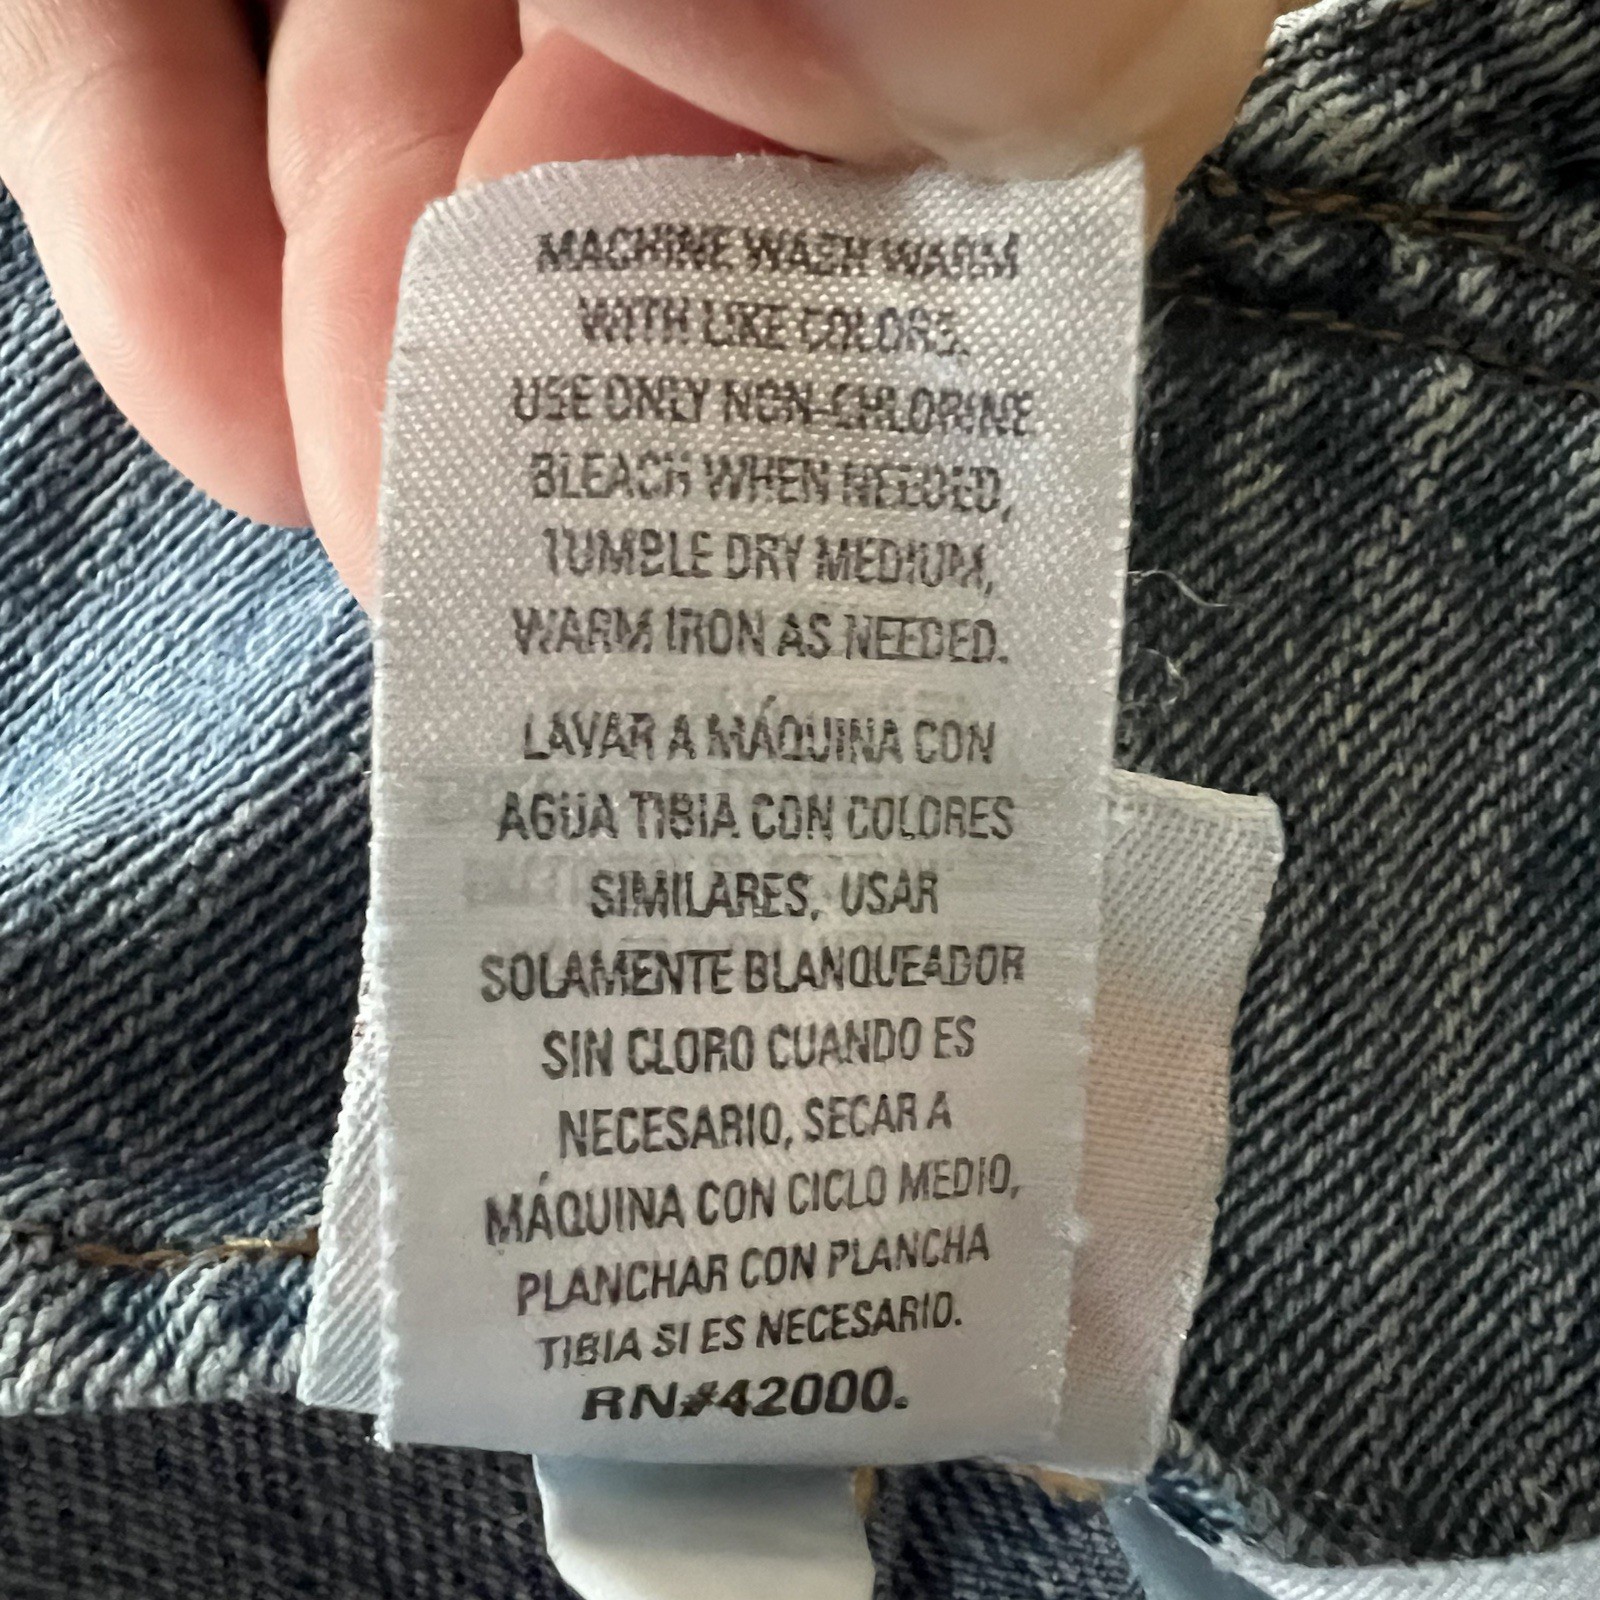 MACHINE WASH WARM
WITH LIKE COLORS.
USE ONLY NON-CHLORINE
BLEACH WHEN NEEDED,
TUMBLE DRY MEDIUM,
WARM IRON AS NEEDED.
LAVAR A MÁQUINA CON
AGUA TIBIA CON COLORES
SIMILARES, USAR
SOLAMENTE BLANQUEADOR
SIN CLORO CUANDO ES
NECESARIO, SECAR A
MÁQUINA CON CICLO MEDIO,
PLANCHAR CON PLANCHA
TIBIA SI ES NECESARIO.
RN#42000.